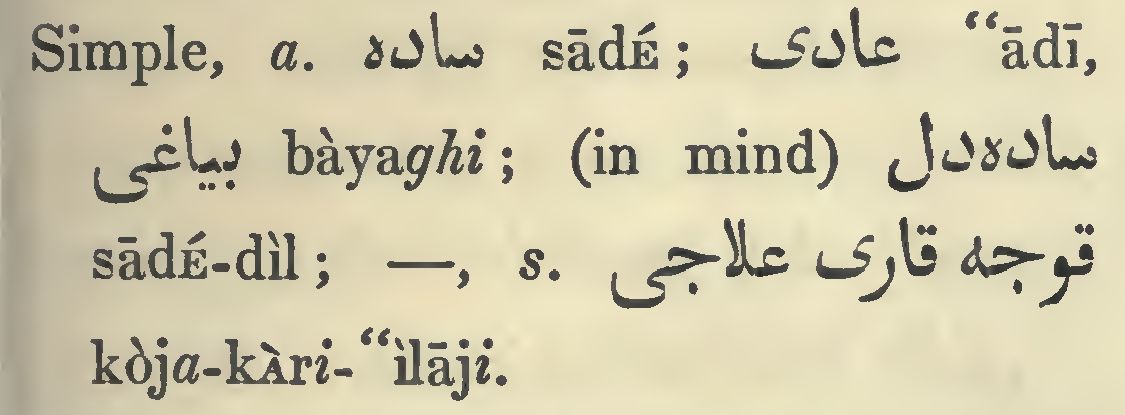 Simple, a. ساده sādÉ; عادی “ādī,
بیاغی bàyaghi; (in mind) ساده‌دل
sādÉ-dìl; —, s. قوجه قاری علاجی
kòja-kÀri-“ìlāji.